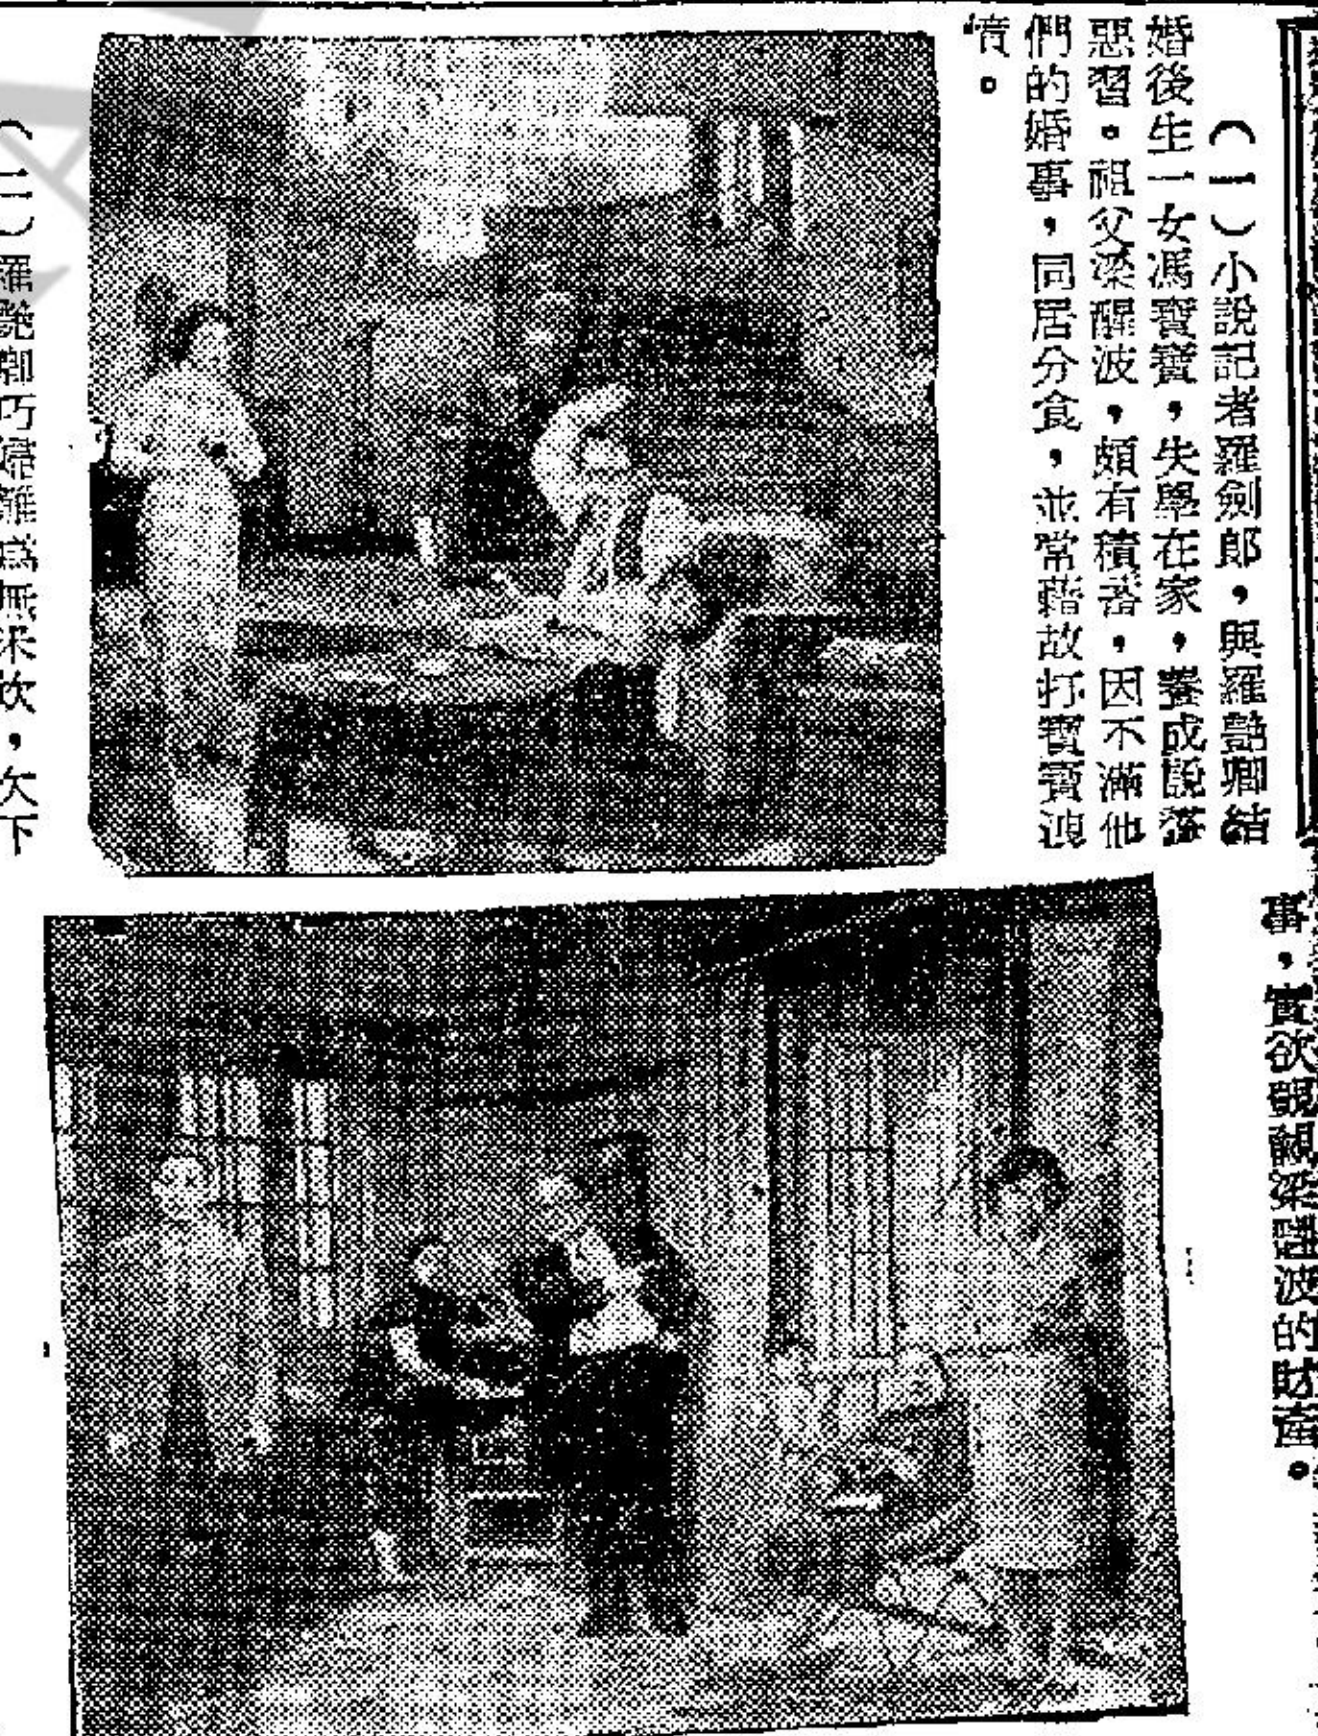 (一)小說記者羅劍郎，與羅艷卿結
婚後生一女馮寶寶，失學在家，養成說落
惡習。祖父梁醒波，頗有積蓄，因不滿他
們的婚事，同居分食，並常藉故打寶寶洩
憤。
(二)羅艷卿巧婦難爲無米炊，欠下
事，實欲覬覦梁醒波的財產。